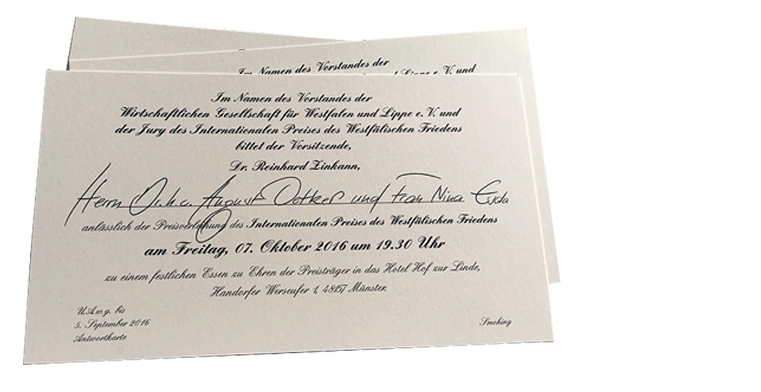 Im Namen des Vorstandes der
Lippe e. V. und
Im Namen des Vorstandes der
Wirtschaftlichen Gesellschaft für Westfalen und Lippe e. V. und
der Jury des Internationalen Preises des Westfälischen Friedens
bittet der Vorsitzende,
Dr. Reinhard Zinkann,
Herrn Dr. h.c. August Oetker und Frau Nina
anlässlich der Preisverleihung des Internationalen Preises des Westfälischen Friedens
am Freitag, 07. Oktober 2016 um 19.30 Uhr
zu einem festlichen Essen zu Ehren der Preisträger in das Hotel Hof zur Linde,
Handorfer Werseufer 1, 48157 Münster.
U.A.w.g. bis
5. September 2016
Antwortkarte
Smoking